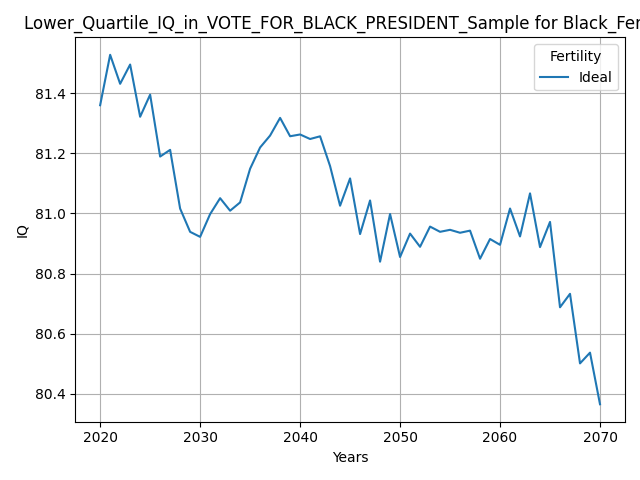 Lower_Quartile_IQ_in_VOTE_FOR_BLACK_PRESIDENT_Sample for Black_Fer
Fertility
Ideal
81.4
81.2
81.0
80.8
80.6
80.4
IQ
2020 2030 2040 2050 2060 2070
Years